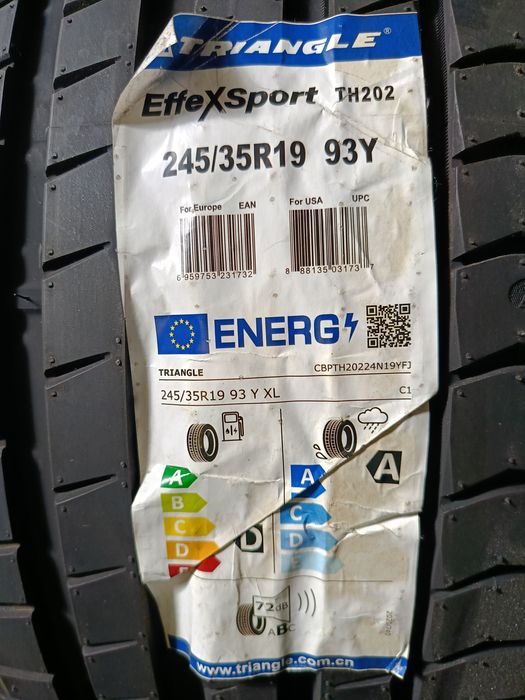 TRIANGLE®
EffeXSport TH202
245/35R19 93Y
For Europe EAN
For USA UPC
6 959753 231732
8 88135 03173 7
ENERG
TRIANGLE
CBPTH20224N19YFJ
245/35R19 93 Y XL
C1
A
B
C
D
E
D
A
C
D
E
A
72dB
ABC
www.triangle.com.cn